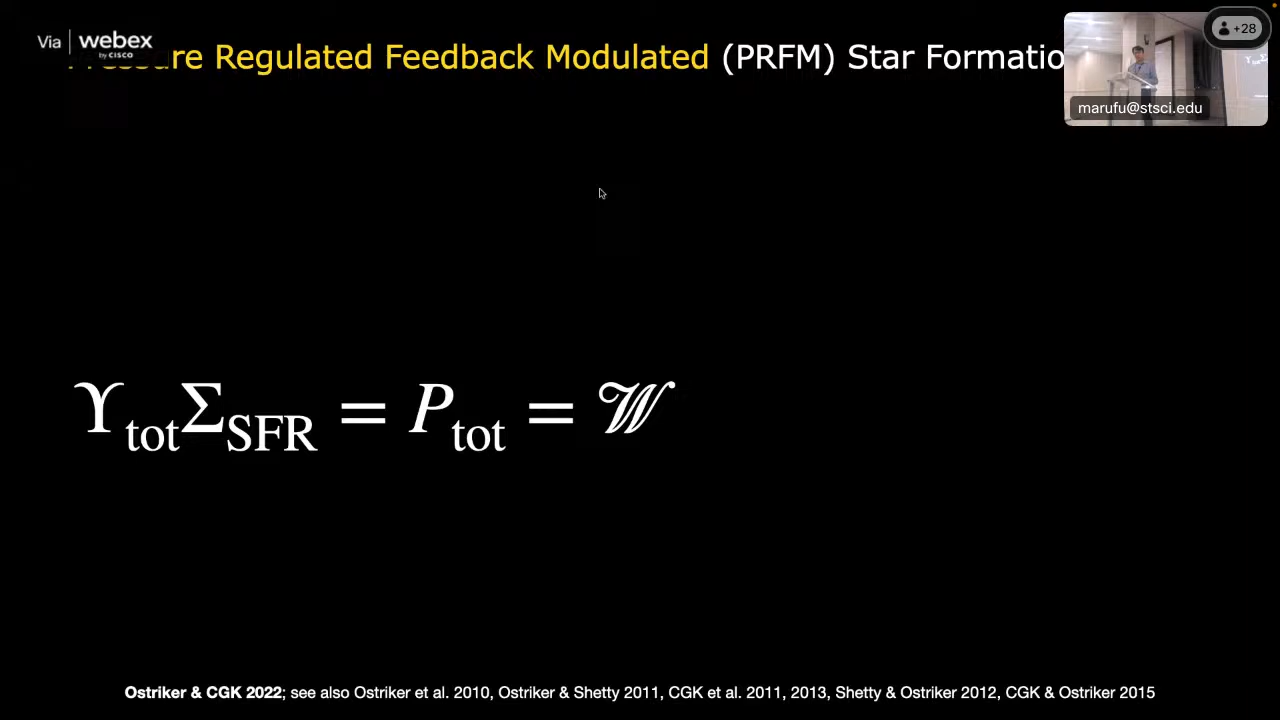 Via webex
by CISCO
Pressure Regulated Feedback Modulated (PRFM) Star Formatio
+28
marufu@stsci.edu
ϒtotΣSFR = Ptot = 𝒲
Ostriker & CGK 2022; see also Ostriker et al. 2010, Ostriker & Shetty 2011, CGK et al. 2011, 2013, Shetty & Ostriker 2012, CGK & Ostriker 2015